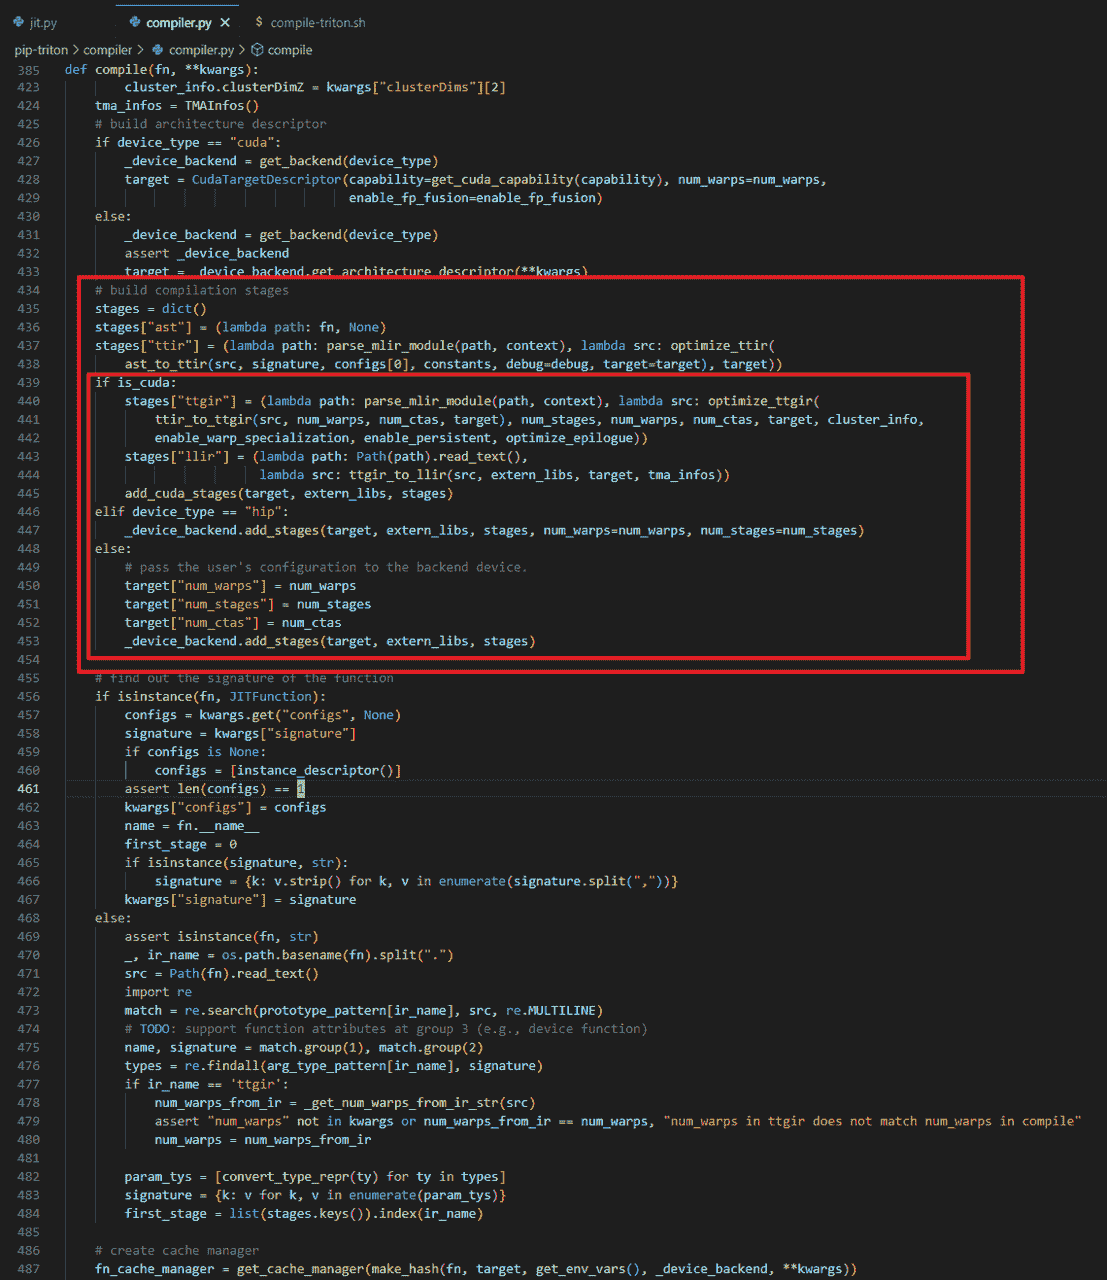 jit.py
compiler.py ×
$ compile-triton.sh
pip-triton > compiler > compiler.py > compile
385 def compile(fn, **kwargs):
423 cluster_info.clusterDimZ = kwargs["clusterDims"][2]
424 tma_infos = TMAInfos()
425 # build architecture descriptor
426 if device_type == "cuda":
427 _device_backend = get_backend(device_type)
428 target = CudaTargetDescriptor(capability=get_cuda_capability(capability), num_warps=num_warps,
429 enable_fp_fusion=enable_fp_fusion)
430 else:
431 _device_backend = get_backend(device_type)
432 assert _device_backend
433 target = _device_backend.get_architecture_descriptor(**kwargs)
434 # build compilation stages
435 stages = dict()
436 stages["ast"] = (lambda path: fn, None)
437 stages["ttir"] = (lambda path: parse_mlir_module(path, context), lambda src: optimize_ttir(
438 ast_to_ttir(src, signature, configs[0], constants, debug=debug, target=target), target))
439 if is_cuda:
440 stages["ttgir"] = (lambda path: parse_mlir_module(path, context), lambda src: optimize_ttgir(
441 ttir_to_ttgir(src, num_warps, num_ctas, target), num_stages, num_warps, num_ctas, target, cluster_info,
442 enable_warp_specialization, enable_persistent, optimize_epilogue))
443 stages["llir"] = (lambda path: Path(path).read_text(),
444 lambda src: ttgir_to_llir(src, extern_libs, target, tma_infos))
445 add_cuda_stages(target, extern_libs, stages)
446 elif device_type == "hip":
447 _device_backend.add_stages(target, extern_libs, stages, num_warps=num_warps, num_stages=num_stages)
448 else:
449 # pass the user's configuration to the backend device.
450 target["num_warps"] = num_warps
451 target["num_stages"] = num_stages
452 target["num_ctas"] = num_ctas
453 _device_backend.add_stages(target, extern_libs, stages)
454
455 # find out the signature of the function
456 if isinstance(fn, JITFunction):
457 configs = kwargs.get("configs", None)
458 signature = kwargs["signature"]
459 if configs is None:
460 configs = [instance_descriptor()]
461 assert len(configs) == 1
462 kwargs["configs"] = configs
463 name = fn.__name__
464 first_stage = 0
465 if isinstance(signature, str):
466 signature = {k: v.strip() for k, v in enumerate(signature.split(","))}
467 kwargs["signature"] = signature
468 else:
469 assert isinstance(fn, str)
470 _, ir_name = os.path.basename(fn).split(".")
471 src = Path(fn).read_text()
472 import re
473 match = re.search(prototype_pattern[ir_name], src, re.MULTILINE)
474 # TODO: support function attributes at group 3 (e.g., device function)
475 name, signature = match.group(1), match.group(2)
476 types = re.findall(arg_type_pattern[ir_name], signature)
477 if ir_name == 'ttgir':
478 num_warps_from_ir = _get_num_warps_from_ir_str(src)
479 assert "num_warps" not in kwargs or num_warps_from_ir == num_warps, "num_warps in ttgir does not match num_warps in compile"
480 num_warps = num_warps_from_ir
481
482 param_tys = [convert_type_repr(ty) for ty in types]
483 signature = {k: v for k, v in enumerate(param_tys)}
484 first_stage = list(stages.keys()).index(ir_name)
485
486 # create cache manager
487 fn_cache_manager = get_cache_manager(make_hash(fn, target, get_env_vars(), _device_backend, **kwargs))